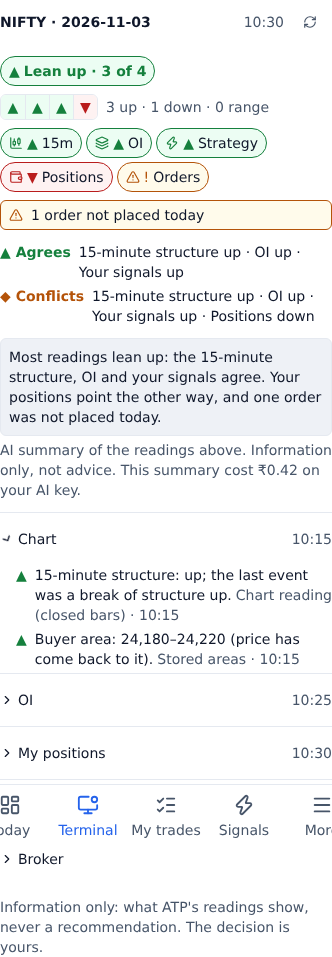 NIFTY · 2026-11-03 10:30
▲ Lean up · 3 of 4
▲ ▲ ▲ ▼ 3 up · 1 down · 0 range
▲ 15m ▲ OI ▲ Strategy
▼ Positions ! Orders
1 order not placed today
▲ Agrees 15-minute structure up · OI up ·
Your signals up
◆ Conflicts 15-minute structure up · OI up ·
Your signals up · Positions down
Most readings lean up: the 15-minute
structure, OI and your signals agree. Your
positions point the other way, and one order
was not placed today.
AI summary of the readings above. Information
only, not advice. This summary cost ₹0.42 on
your AI key.
Chart 10:15
▲ 15-minute structure: up; the last event
was a break of structure up. Chart reading
(closed bars) · 10:15
▲ Buyer area: 24,180–24,220 (price has
come back to it). Stored areas · 10:15
OI 10:25
My positions 10:30
oday Terminal My trades Signals Mor
Broker
Information only: what ATP's readings show,
never a recommendation. The decision is
yours.